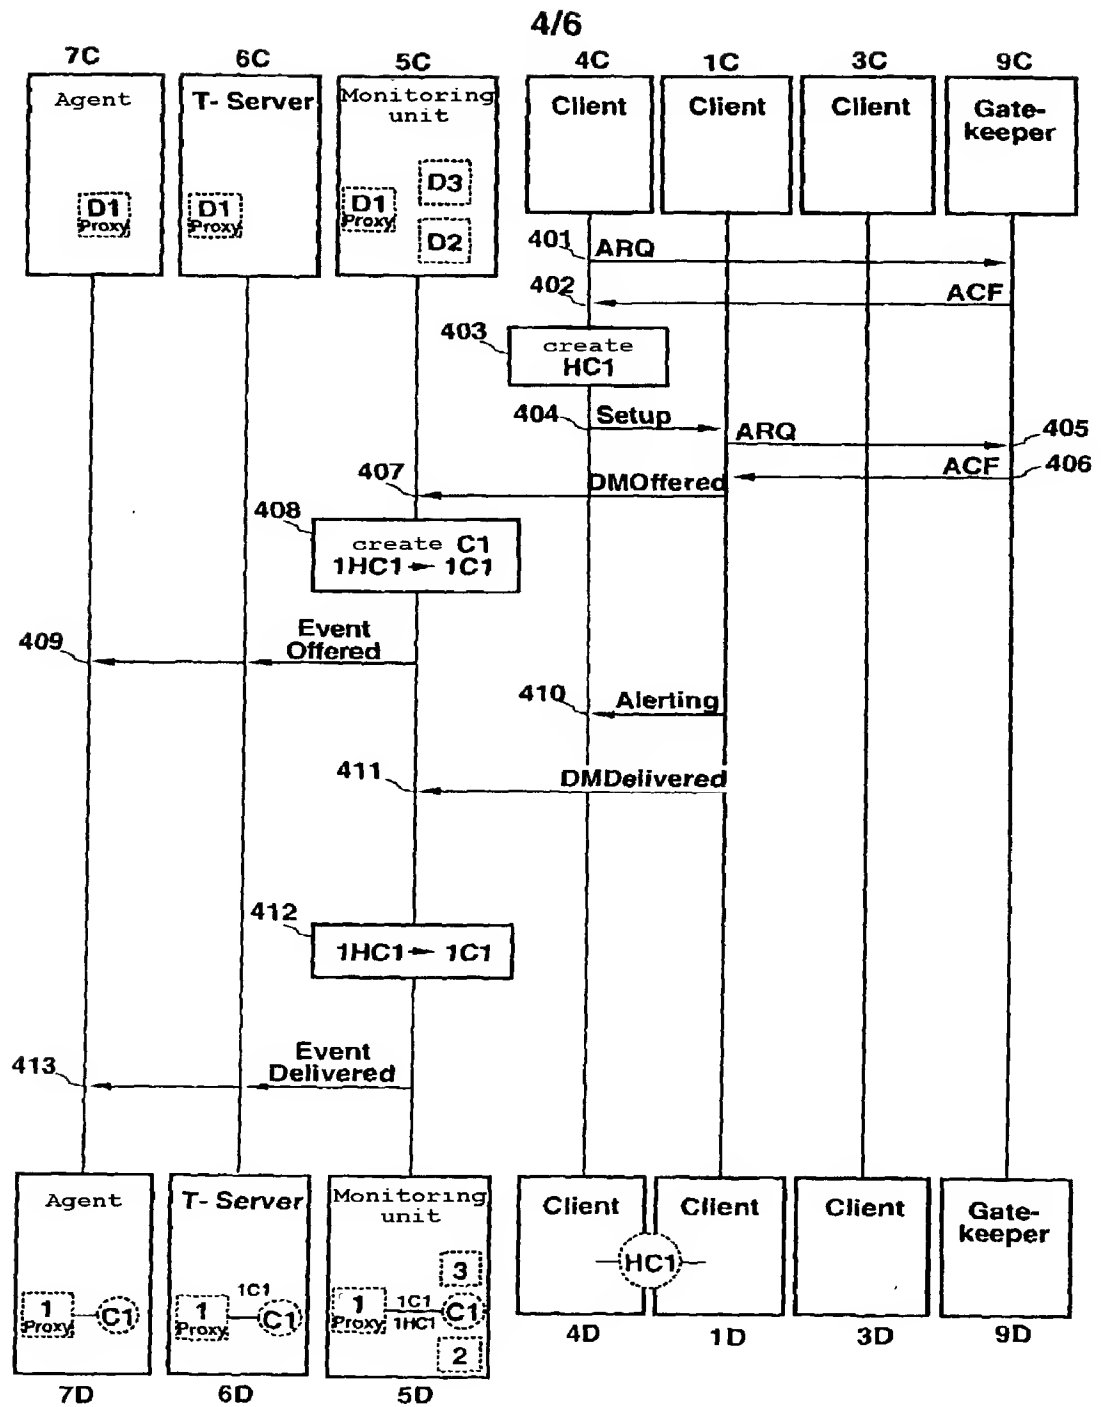 4/6
7C 6C 5C 4C 1C 3C 9C
Agent
T- Server
Monitoring
unit
Client
Client
Client
Gate-
keeper
D1
Proxy
D1
Proxy
D1
Proxy
D3
D2
401
ARQ
402
ACF
403
create
HC1
404
Setup
ARQ
405
ACF
406
407
DMOffered
408
create C1
1HC1 → 1C1
409
Event
Offered
410
Alerting
411
DMDelivered
412
1HC1 → 1C1
413
Event
Delivered
Agent
T- Server
Monitoring
unit
Client
Client
Client
Gate-
keeper
1
Proxy
C1
1
Proxy
1C1
C1
3
1
Proxy
1C1
1HC1
C1
2
HC1
7D 6D 5D 4D 1D 3D 9D